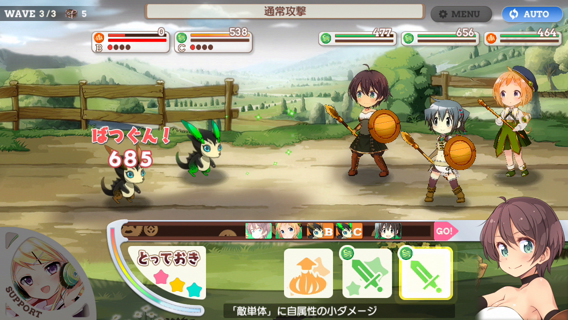 WAVE 3/3 5
通常攻撃
MENU
AUTO
0
B
538
C
477
656
464
ばつぐん！
685
B
C
GO!
とっておき
SUPPORT
「敵単体」に自属性の小ダメージ